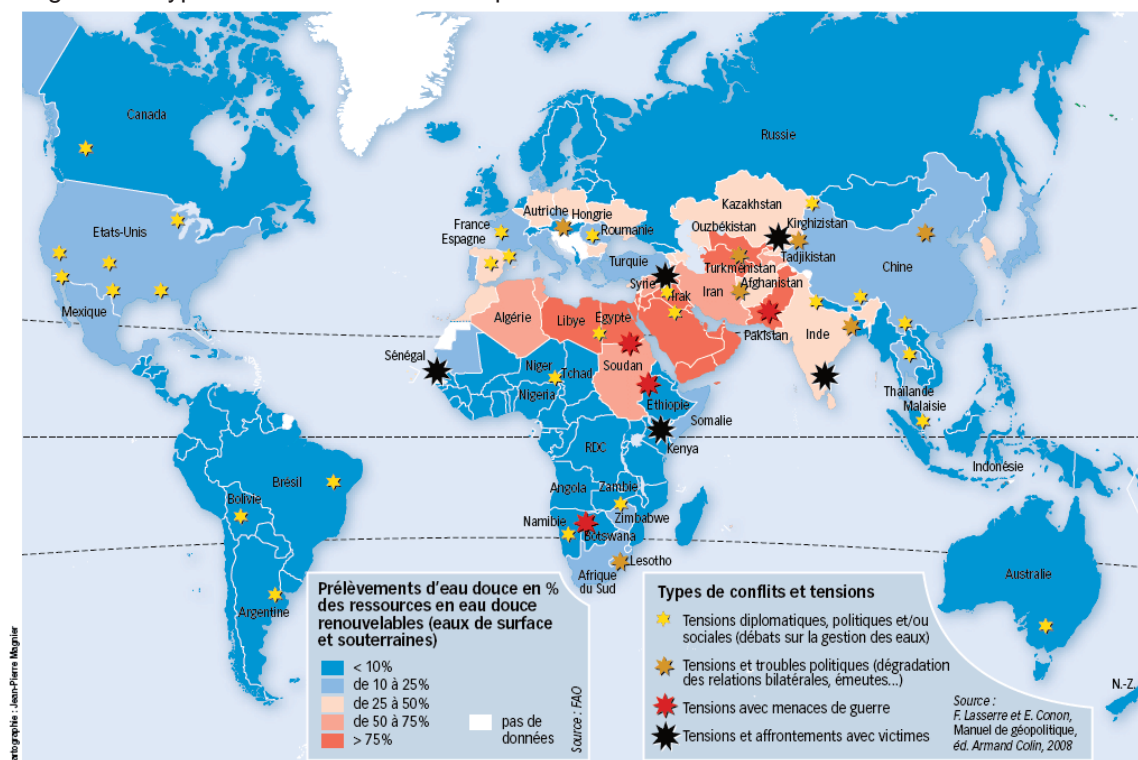 Canada
Russie
Etats-Unis
Mexique
France
Espagne
Autriche
Hongrie
Roumanie
Turquie
Syrie
Irak
Iran
Kazakhstan
Ouzbékistan
Kirghizistan
Tadjikistan
Turkménistan
Afghanistan
Pakistan
Chine
Inde
Algérie
Libye
Egypte
Sénégal
Niger
Tchad
Soudan
Nigeria
Ethiopie
Somalie
Kenya
RDC
Thaïlande
Malaisie
Indonésie
Brésil
Bolivie
Argentine
Angola
Zambie
Namibie
Zimbabwe
Botswana
Lesotho
Afrique
du Sud
Australie
N.-Z.
Prélèvements d'eau douce en %
des ressources en eau douce
renouvelables (eaux de surface
et souterraines)
< 10%
de 10 à 25%
de 25 à 50%
de 50 à 75%
> 75%
pas de
données
Source : FAO
Types de conflits et tensions
Tensions diplomatiques, politiques et/ou
sociales (débats sur la gestion des eaux)
Tensions et troubles politiques (dégradation
des relations bilatérales, émeutes...)
Tensions avec menaces de guerre
Tensions et affrontements avec victimes
Source :
F. Lasserre et E. Conon,
Manuel de géopolitique,
éd. Armand Colin, 2008
artographie : Jean-Pierre Magnier